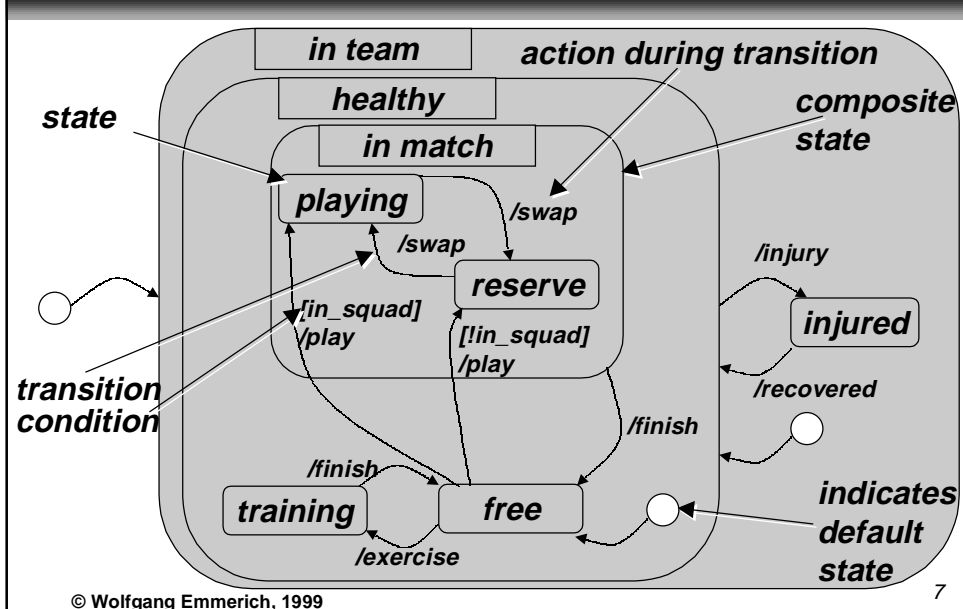 in team
action during transition
healthy
composite
state
state
in match
playing
/swap
/swap
reserve
/injury
injured
[in_squad]
/play
[!in_squad]
/play
transition
condition
/recovered
/finish
/finish
training
free
/exercise
indicates
default
state
© Wolfgang Emmerich, 1999
7